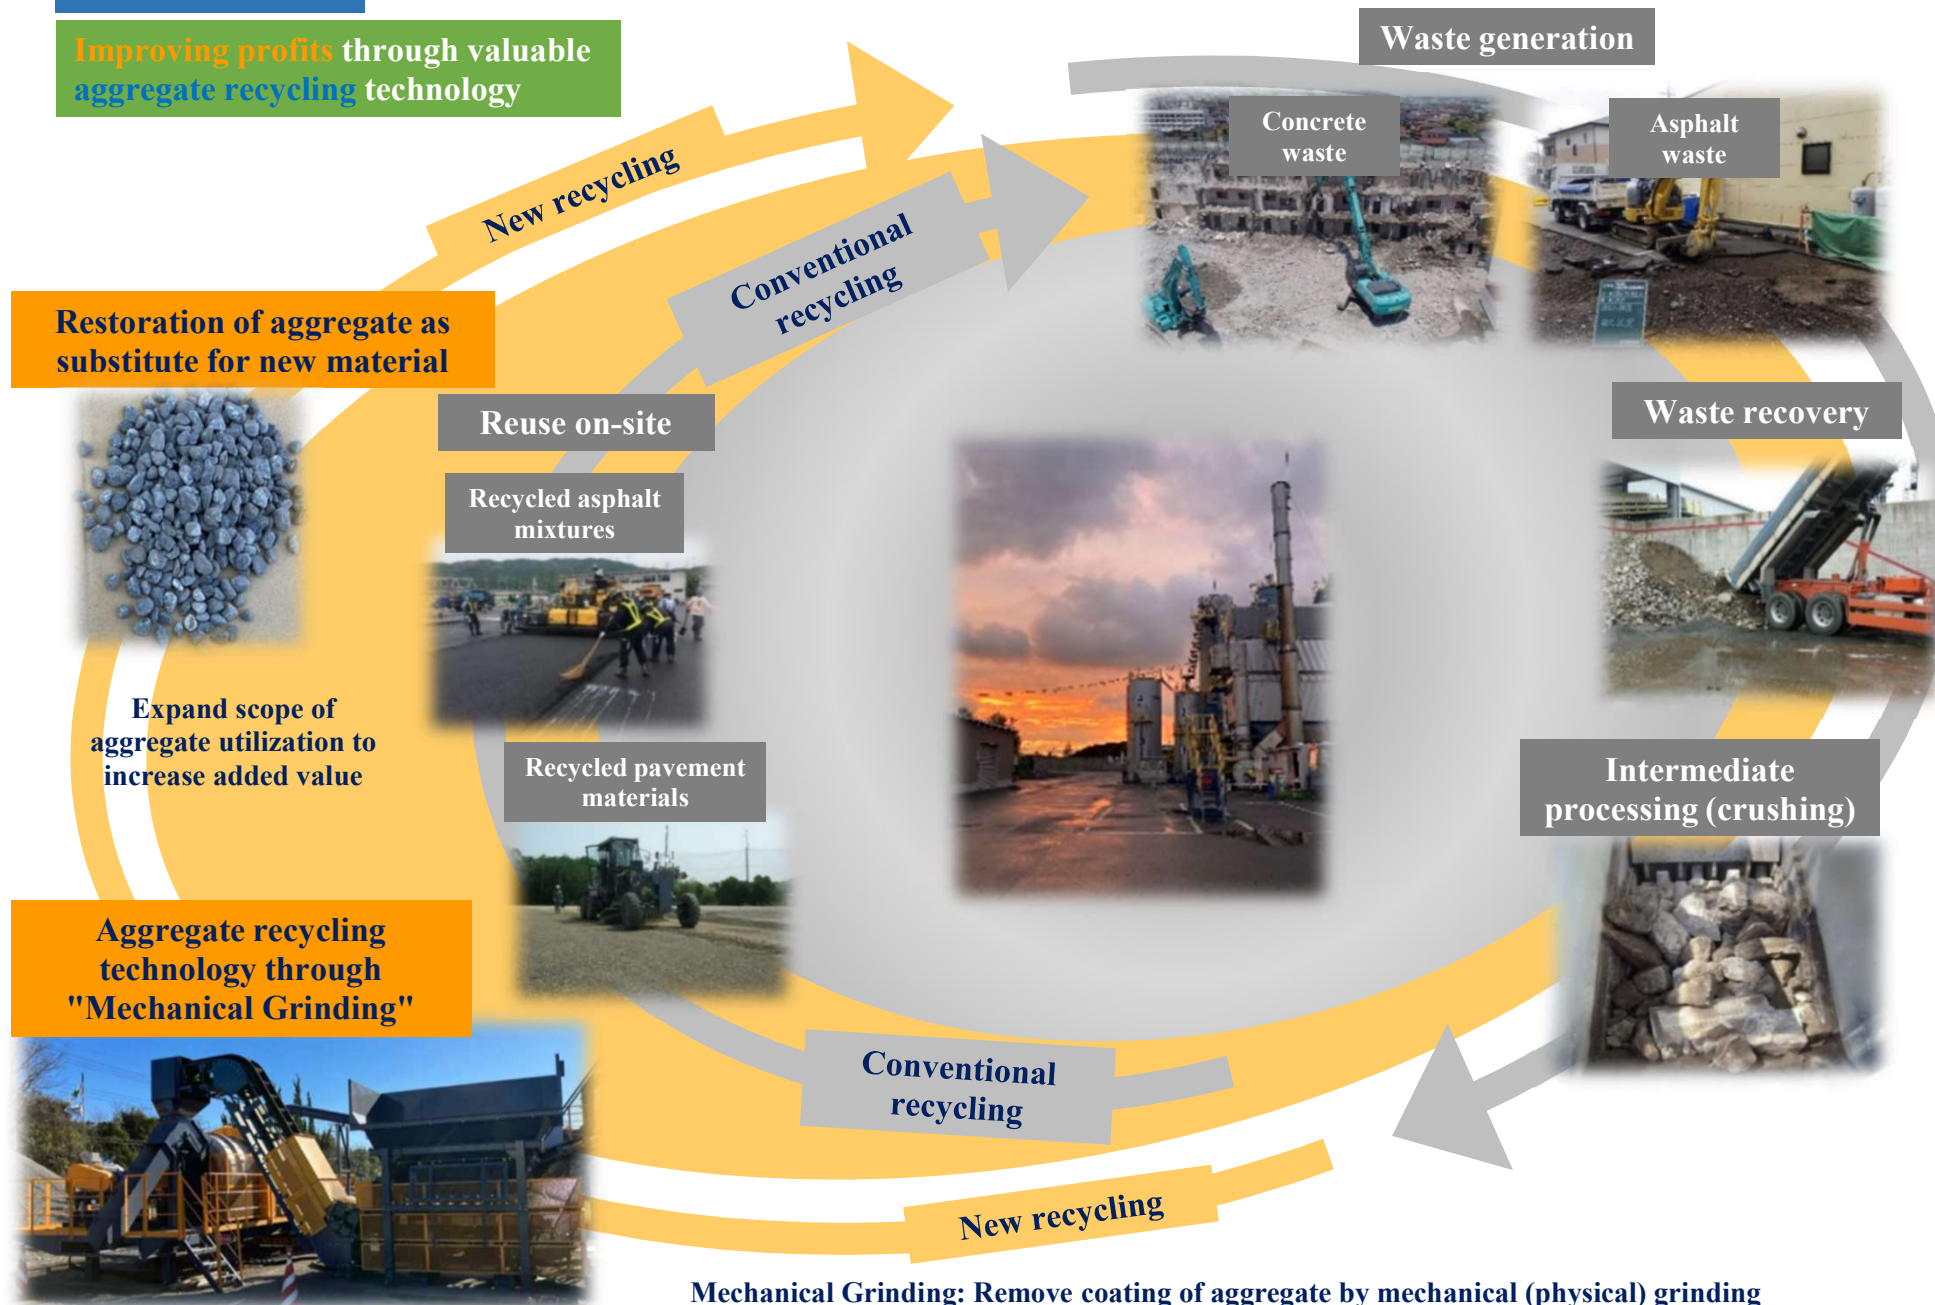 Improving profits through valuable
aggregate recycling technology
Waste generation
Concrete
waste
Asphalt
waste
New recycling
Conventional
recycling
Restoration of aggregate as
substitute for new material
Reuse on-site
Recycled asphalt
mixtures
Waste recovery
Expand scope of
aggregate utilization to
increase added value
Recycled pavement
materials
Intermediate
processing (crushing)
Aggregate recycling
technology through
"Mechanical Grinding"
Conventional
recycling
New recycling
Mechanical Grinding: Remove coating of aggregate by mechanical (physical) grinding